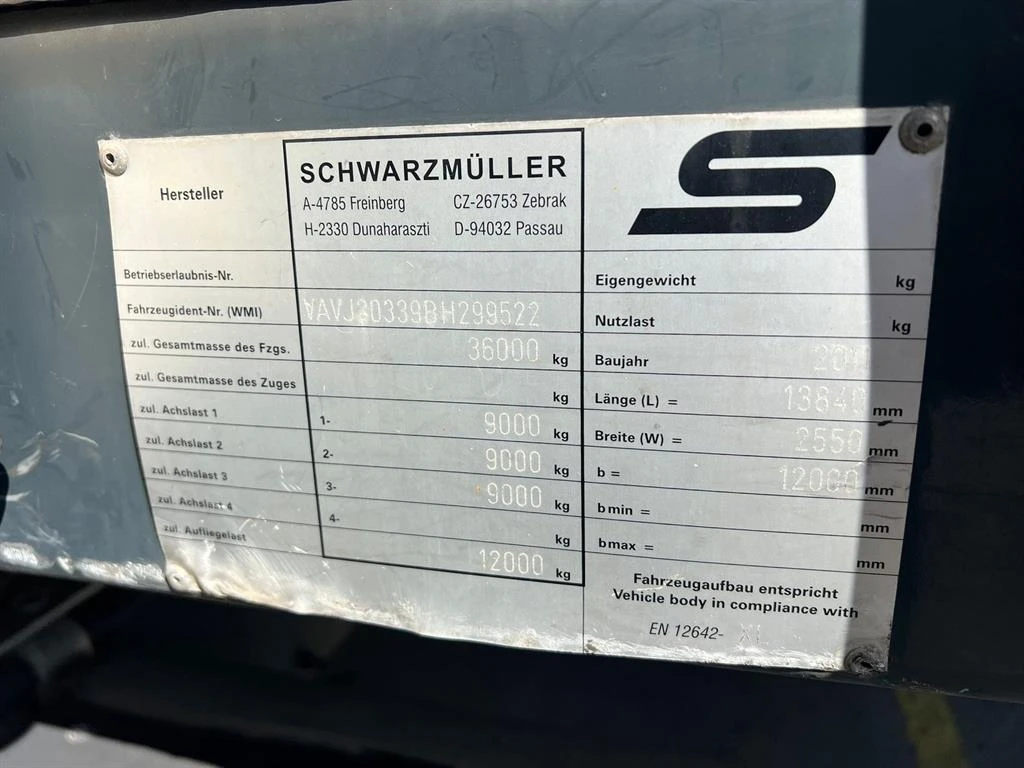 Hersteller
SCHWARZMÜLLER
A-4785 Freinberg CZ-26753 Zebrak
H-2330 Dunaharaszti D-94032 Passau
Betriebserlaubnis-Nr.
Fahrzeugident-Nr. (WMI) VAVJ80339BH299522
zul. Gesamtmasse des Fzgs. 36000 kg
zul. Gesamtmasse des Zuges kg
zul. Achslast 1 1- 9000 kg
zul. Achslast 2 2- 9000 kg
zul. Achslast 3 3- 9000 kg
zul. Achslast 4 4- kg
zul. Aufliegelast 12000 kg
Eigengewicht kg
Nutzlast kg
Baujahr
Länge (L) = 13640 mm
Breite (W) = 2550 mm
b = 12000 mm
bmin = mm
bmax = mm
Fahrzeugaufbau entspricht
Vehicle body in compliance with
EN 12642- XL